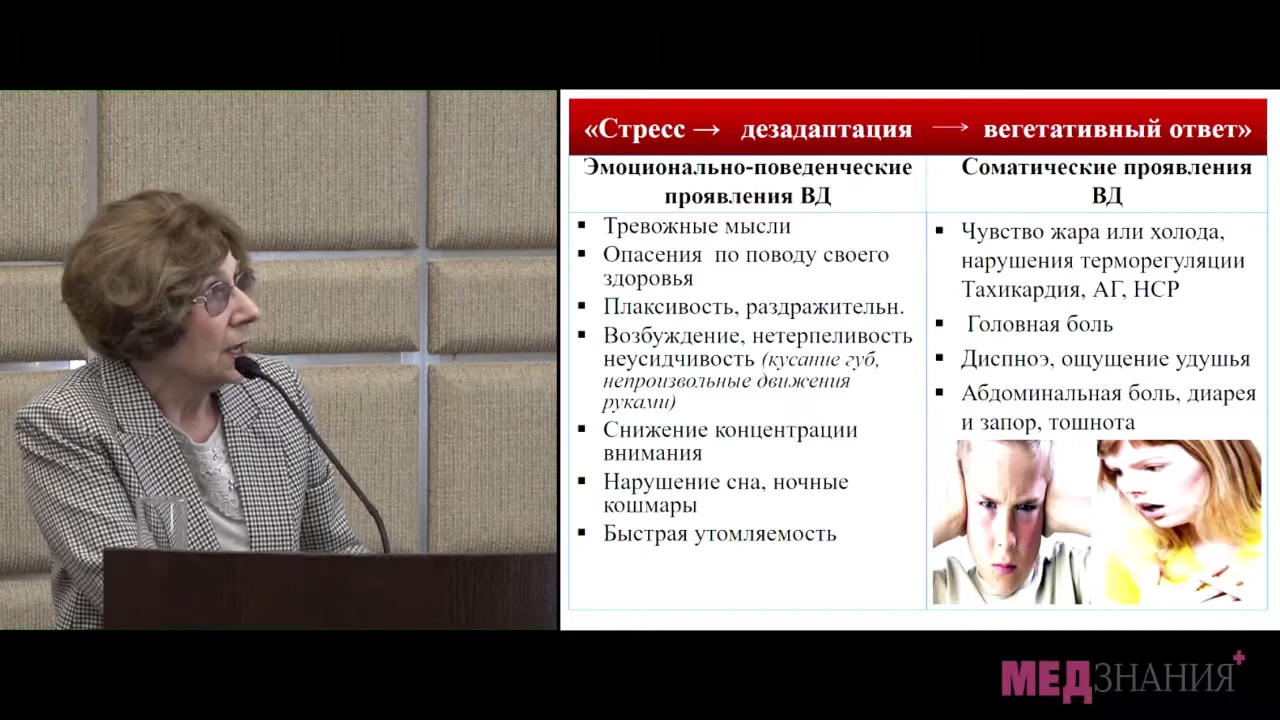 «Стресс → дезадаптация → вегетативный ответ»
Эмоционально-поведенческие
проявления ВД
▪ Тревожные мысли
▪ Опасения по поводу своего
здоровья
▪ Плаксивость, раздражительн.
▪ Возбуждение, нетерпеливость
неусидчивость (кусание губ,
непроизвольные движения
руками)
▪ Снижение концентрации
внимания
▪ Нарушение сна, ночные
кошмары
▪ Быстрая утомляемость
Соматические проявления
ВД
▪ Чувство жара или холода,
нарушения терморегуляции
Тахикардия, АГ, НСР
▪ Головная боль
▪ Диспноэ, ощущение удушья
▪ Абдоминальная боль, диарея
и запор, тошнота
МЕДЗНАНИЯ+